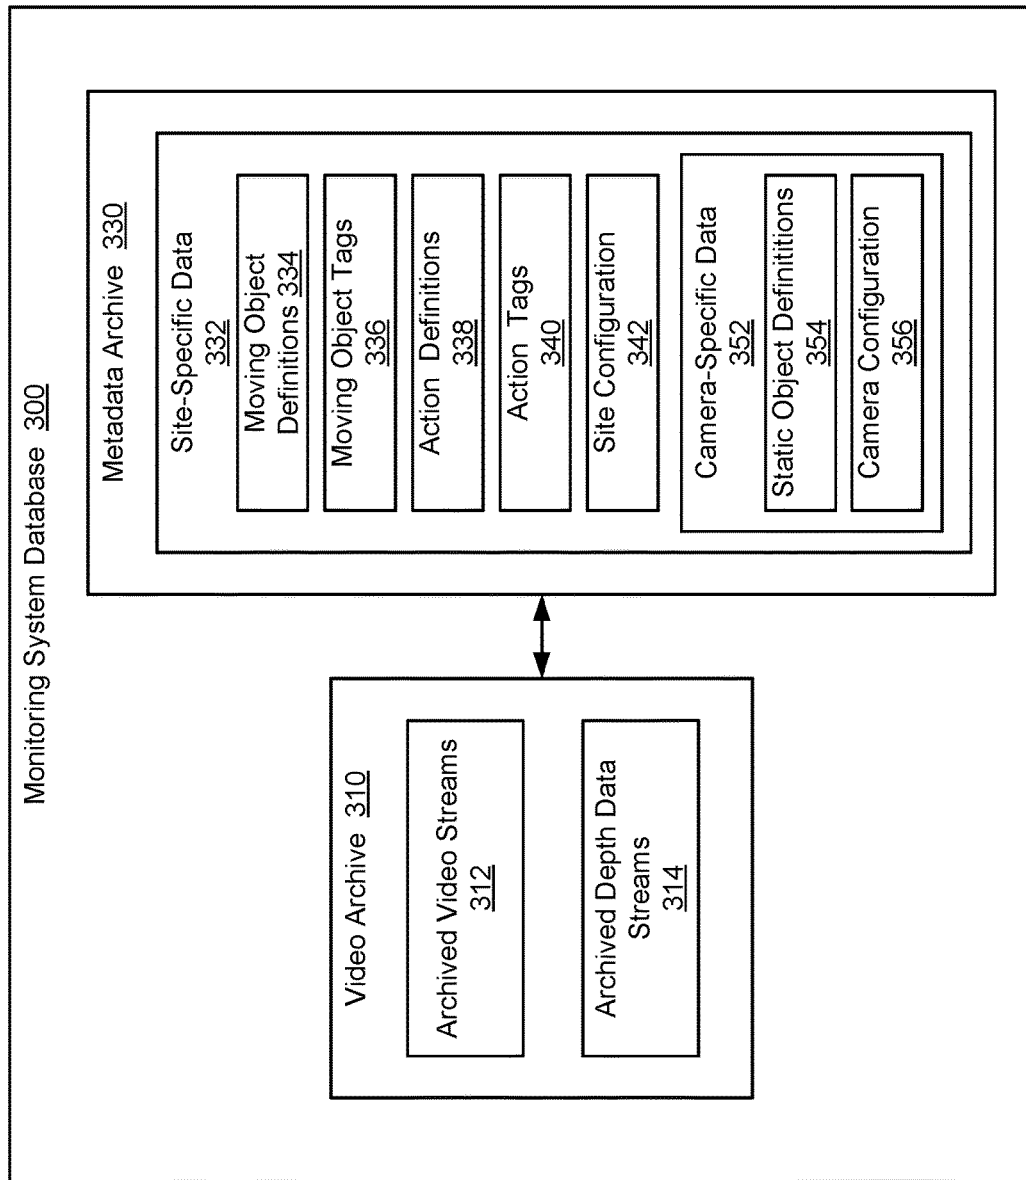 Monitoring System Database 300
Video Archive 310
Archived Video Streams
312
Archived Depth Data
Streams
314
Metadata Archive 330
Site-Specific Data
332
Moving Object
Definitions 334
Moving Object Tags
336
Action Definitions
338
Action Tags
340
Site Configuration
342
Camera-Specific Data
352
Static Object Definititions
354
Camera Configuration
356